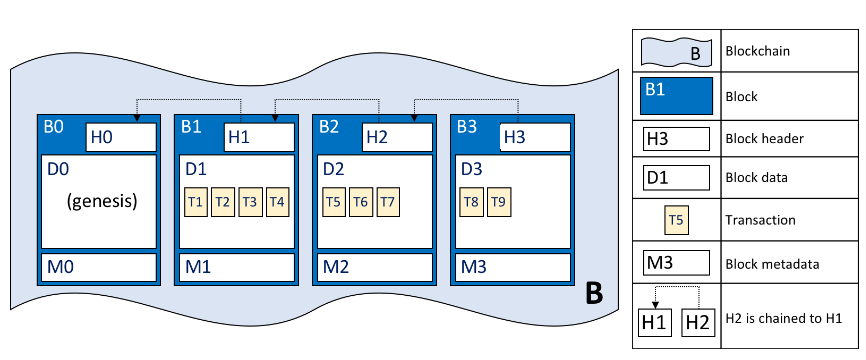 B0
H0
D0
(genesis)
M0
B1
H1
D1
T1 T2 T3 T4
M1
B2
H2
D2
T5 T6 T7
M2
B3
H3
D3
T8 T9
M3
B
B Blockchain
B1 Block
H3 Block header
D1 Block data
T5 Transaction
M3 Block metadata
H1 H2 H2 is chained to H1